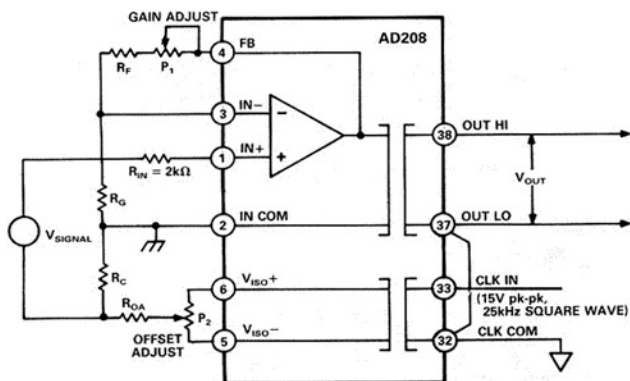 GAIN ADJUST
AD208
4 FB
RF P1
3 IN−
38 OUT HI
1 IN+
RIN = 2kΩ
VOUT
RG
2 IN COM
37 OUT LO
VSIGNAL
RC
6 VISO+
33 CLK IN
(15V pk-pk,
25kHz SQUARE WAVE)
ROA P2
5 VISO−
32 CLK COM
OFFSET
ADJUST